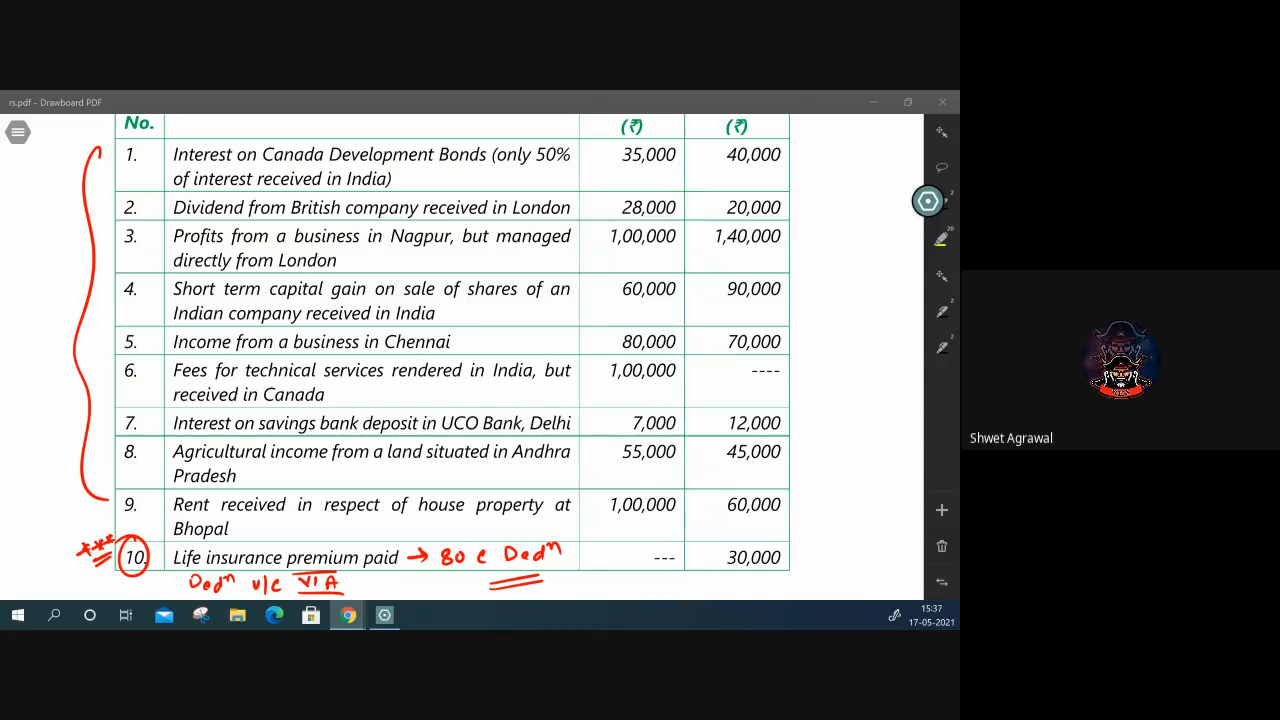 rs.pdf - Drawboard PDF
No. (₹) (₹)
1. Interest on Canada Development Bonds (only 50% 35,000 40,000
of interest received in India)
2. Dividend from British company received in London 28,000 20,000
3. Profits from a business in Nagpur, but managed 1,00,000 1,40,000
directly from London
4. Short term capital gain on sale of shares of an 60,000 90,000
Indian company received in India
5. Income from a business in Chennai 80,000 70,000
6. Fees for technical services rendered in India, but 1,00,000 ----
received in Canada
7. Interest on savings bank deposit in UCO Bank, Delhi 7,000 12,000
8. Agricultural income from a land situated in Andhra 55,000 45,000
Pradesh
9. Rent received in respect of house property at 1,00,000 60,000
Bhopal
*** 10. Life insurance premium paid → 80 C Dedn --- 30,000
Dedn u/c VI A
Shwet Agrawal
15:37
17-05-2021